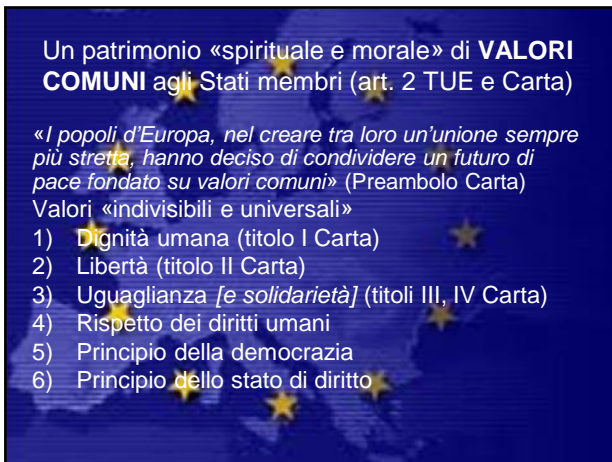 Un patrimonio «spirituale e morale» di VALORI
COMUNI agli Stati membri (art. 2 TUE e Carta)
«I popoli d'Europa, nel creare tra loro un'unione sempre
più stretta, hanno deciso di condividere un futuro di
pace fondato su valori comuni» (Preambolo Carta)
Valori «indivisibili e universali»
1) Dignità umana (titolo I Carta)
2) Libertà (titolo II Carta)
3) Uguaglianza [e solidarietà] (titoli III, IV Carta)
4) Rispetto dei diritti umani
5) Principio della democrazia
6) Principio dello stato di diritto